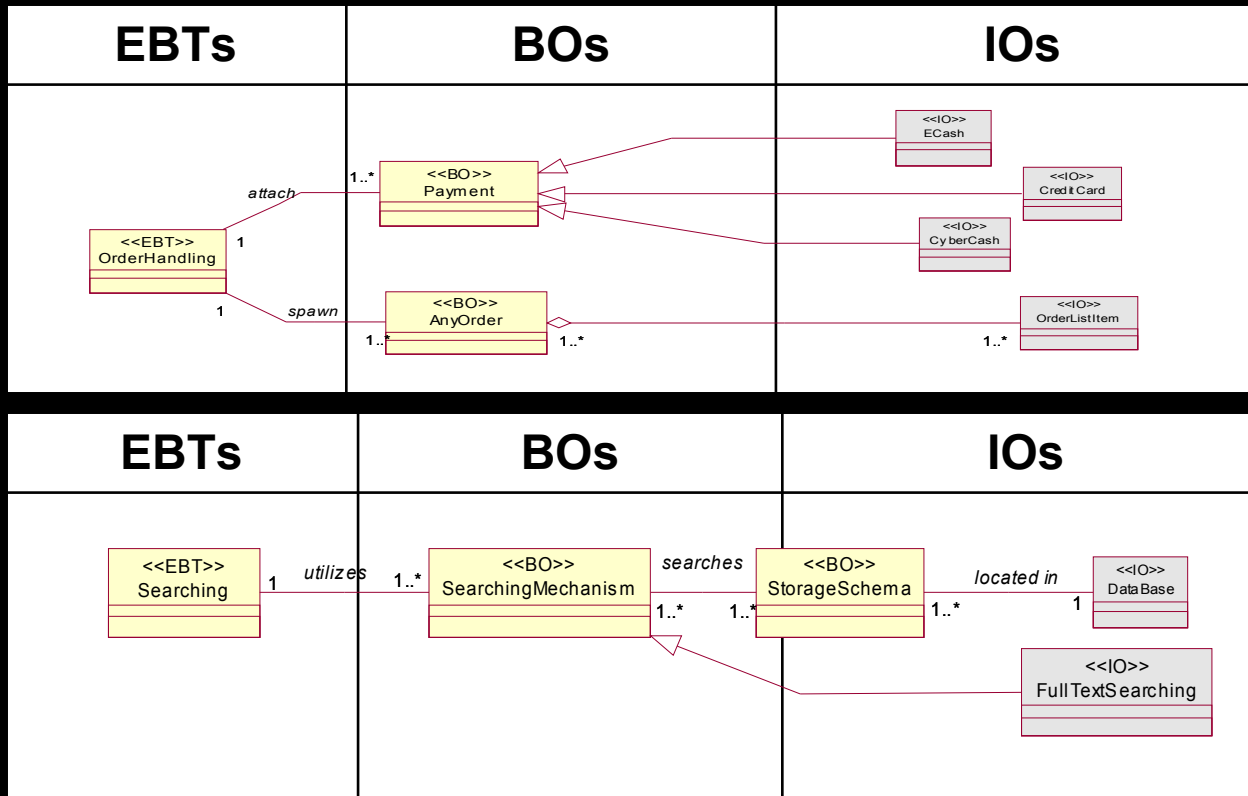 EBTs
BOs
IOs
<<IO>>
ECash
<<BO>>
Payment
1..*
attach
<<IO>>
CreditCard
<<IO>>
CyberCash
<<EBT>>
OrderHandling
1
1
spawn
<<BO>>
AnyOrder
1..*
1..*
<<IO>>
OrderListItem
1..*
EBTs
BOs
IOs
<<EBT>>
Searching
1
utilizes
1..*
<<BO>>
SearchingMechanism
1..*
searches
1..*
<<BO>>
StorageSchema
1..*
located in
1
<<IO>>
DataBase
<<IO>>
FullTextSearching